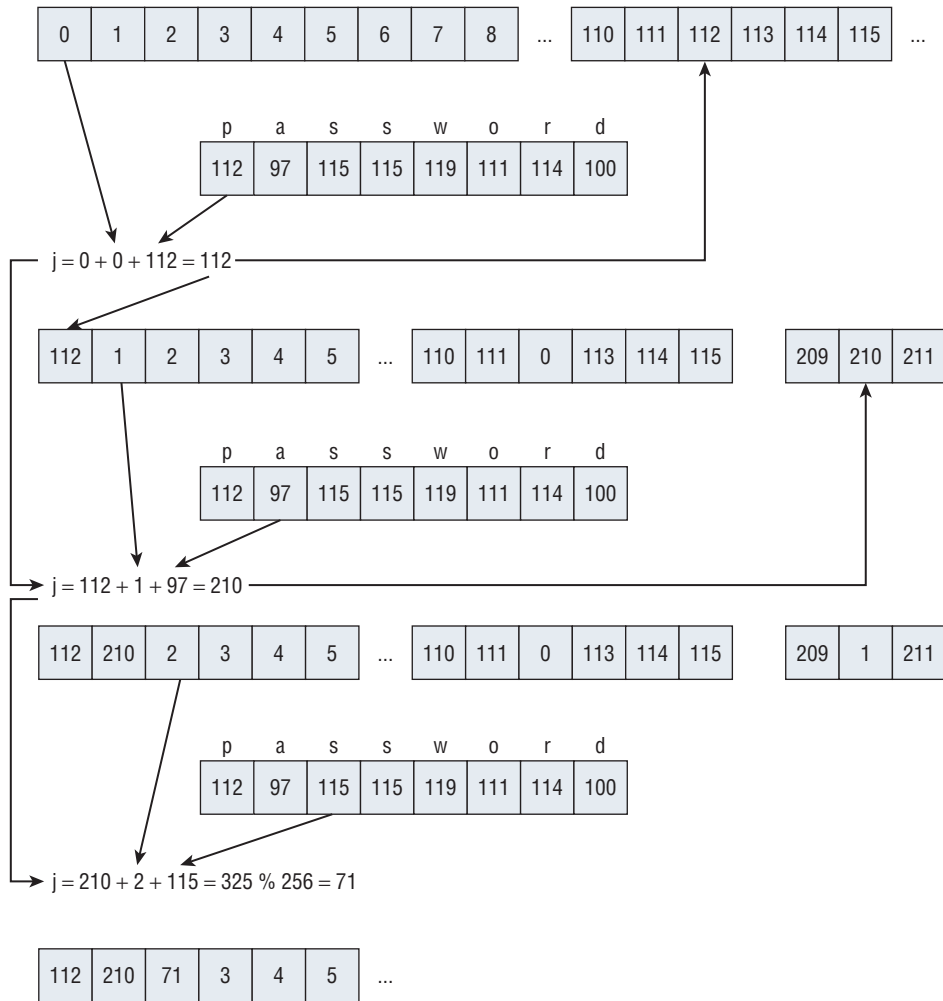 0 1 2 3 4 5 6 7 8 ... 110 111 112 113 114 115 ...
p a s s w o r d
112 97 115 115 119 111 114 100
j = 0 + 0 + 112 = 112
112 1 2 3 4 5 ... 110 111 0 113 114 115 209 210 211
p a s s w o r d
112 97 115 115 119 111 114 100
j = 112 + 1 + 97 = 210
112 210 2 3 4 5 ... 110 111 0 113 114 115 209 1 211
p a s s w o r d
112 97 115 115 119 111 114 100
j = 210 + 2 + 115 = 325 % 256 = 71
112 210 71 3 4 5 ...